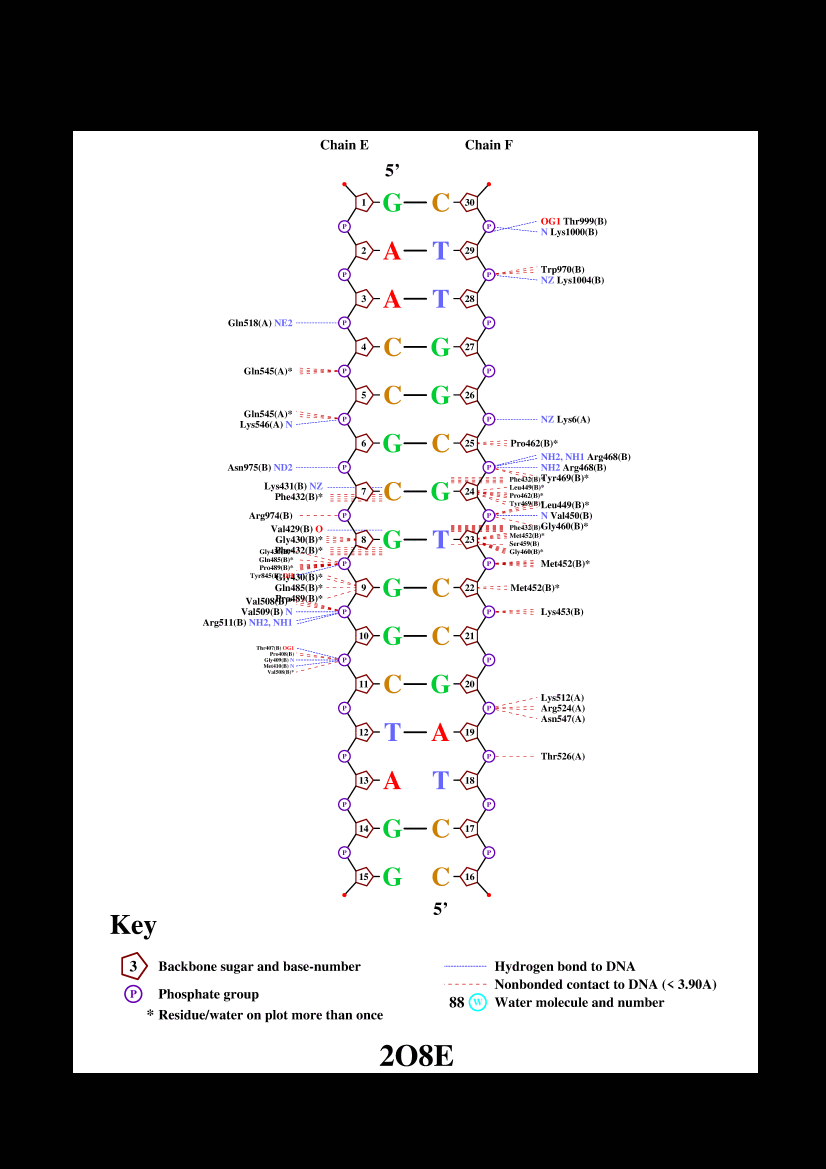 Chain E Chain F
5’
1 G C 30
P P OG1 Thr999(B)
N Lys1000(B)
2 A T 29
P P Trp970(B)
NZ Lys1004(B)
3 A T 28
Gln518(A) NE2 P P
4 C G 27
Gln545(A)* P P
5 C G 26
Gln545(A)*
Lys546(A) N P P NZ Lys6(A)
6 G C 25 Pro462(B)*
NH2, NH1 Arg468(B)
Asn975(B) ND2 P P NH2 Arg468(B)
Tyr469(B)*
Phe432(B)*
Lys431(B) NZ 7 C G 24 Leu449(B)*
Phe432(B)* Pro462(B)*
Tyr469(B)*
Leu449(B)*
Arg974(B) P P N Val450(B)
Gly460(B)*
Val429(B) O Phe432(B)*
Gly430(B)* 8 G T 23 Met452(B)*
Ser459(B)
Phe432(B)* Gly460(B)*
Gln485(B)*
Pro489(B)* P P Met452(B)*
Gly430(B)*
Gln485(B)* 9 G C 22 Met452(B)*
Pro489(B)*
Val508(B)*
Val509(B) N P P Lys453(B)
Arg511(B) NH2, NH1
10 G C 21
Thr407(B) OG1
Pro408(B)
Gly409(B) N P P
Met410(B) N
Val508(B)*
11 C G 20
Lys512(A)
P P Arg524(A)
Asn547(A)
12 T A 19
P P Thr526(A)
13 A T 18
P P
14 G C 17
P P
15 G C 16
5’
Key
3 Backbone sugar and base-number
P Phosphate group
* Residue/water on plot more than once
Hydrogen bond to DNA
Nonbonded contact to DNA (< 3.90A)
88 W Water molecule and number
2O8E